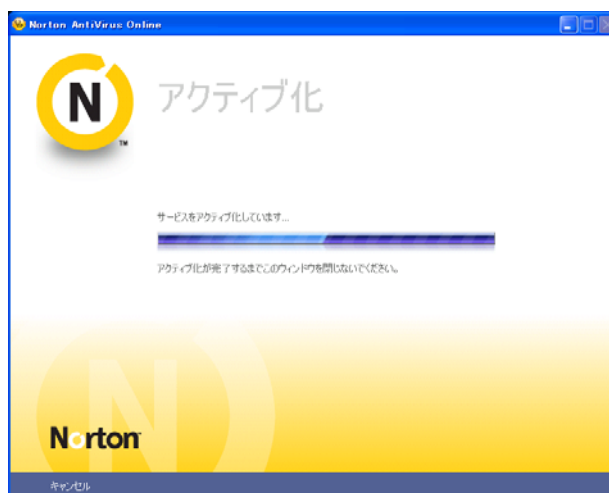 Norton AntiVirus Online
N
アクティブ化
TM
サービスをアクティブ化しています...
アクティブ化が完了するまでこのウィンドウを閉じないでください。
Norton
キャンセル